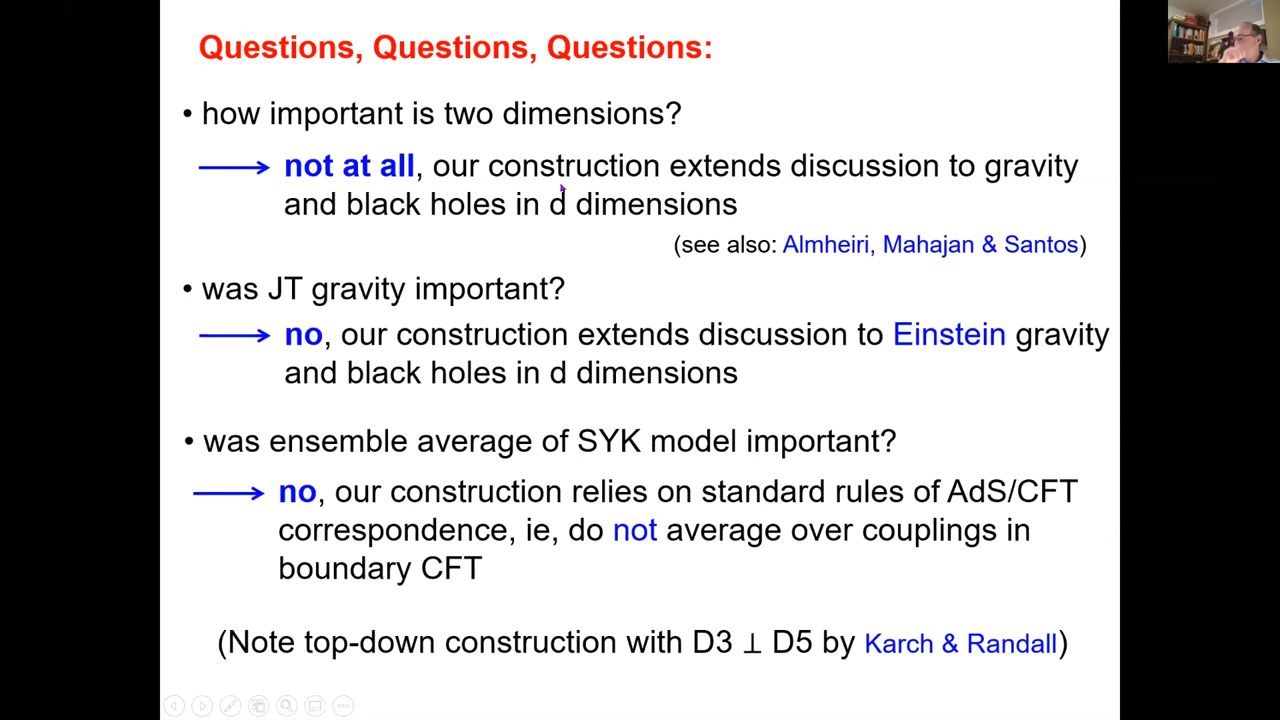 Questions, Questions, Questions:
• how important is two dimensions?
not at all, our construction extends discussion to gravity
and black holes in d dimensions
(see also: Almheiri, Mahajan & Santos)
• was JT gravity important?
no, our construction extends discussion to Einstein gravity
and black holes in d dimensions
• was ensemble average of SYK model important?
no, our construction relies on standard rules of AdS/CFT
correspondence, ie, do not average over couplings in
boundary CFT
(Note top-down construction with D3 ⊥ D5 by Karch & Randall)